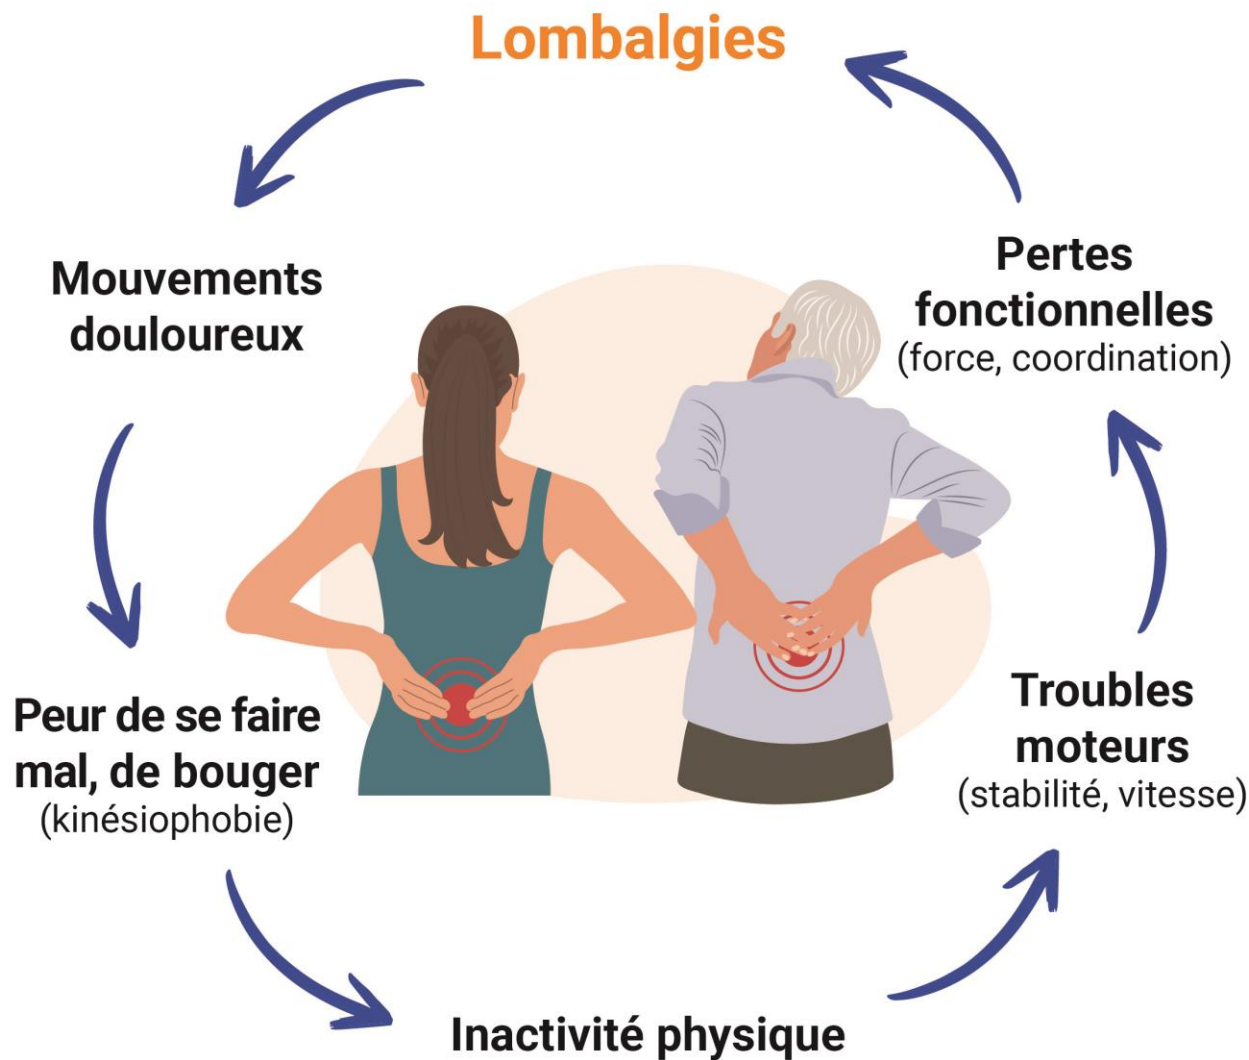 Lombalgies
Mouvements
douloureux
Peur de se faire
mal, de bouger
(kinésiophobie)
Inactivité physique
Troubles
moteurs
(stabilité, vitesse)
Pertes
fonctionnelles
(force, coordination)